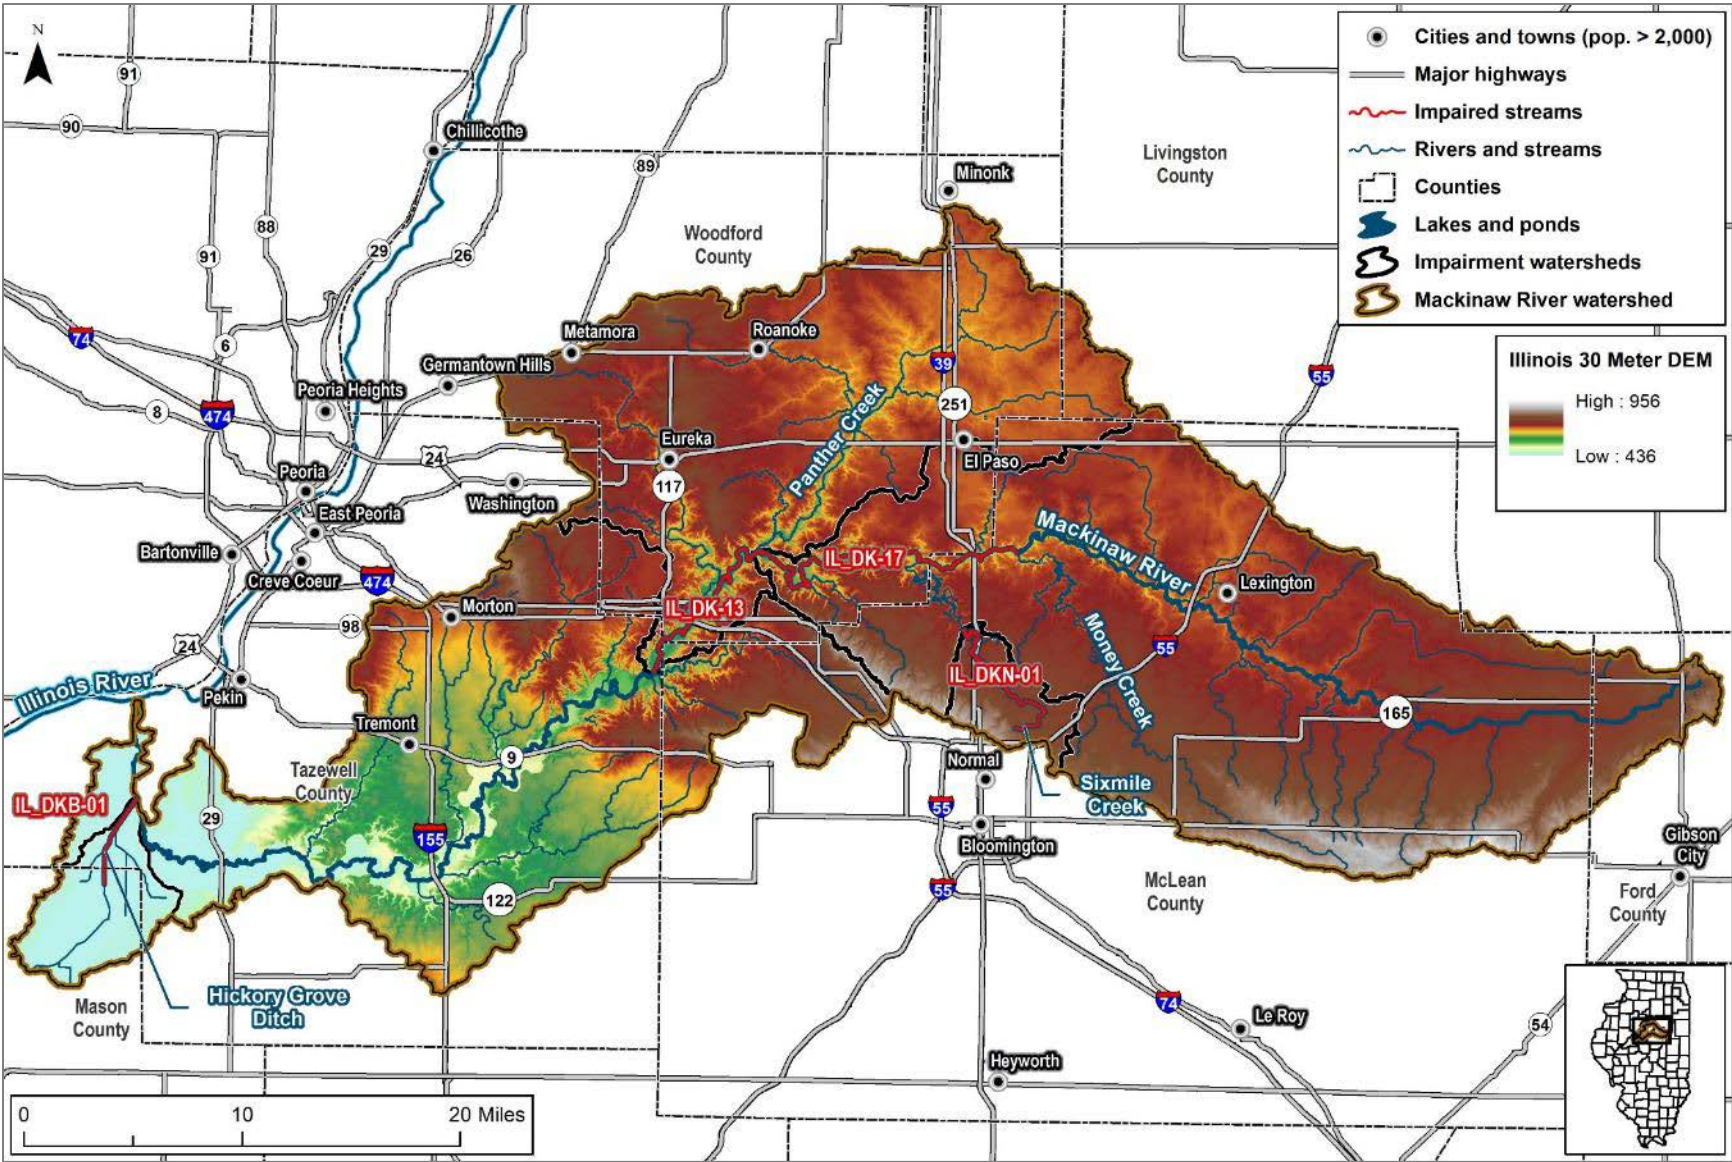 N
Cities and towns (pop. > 2,000)
Major highways
Impaired streams
Rivers and streams
Counties
Lakes and ponds
Impairment watersheds
Mackinaw River watershed
Illinois 30 Meter DEM
High : 956
Low : 436
91
90
Chillicothe
89
Livingston
County
Minonk
88
Woodford
County
29
26
91
74
6
Metamora
Roanoke
39
55
Germantown Hills
Peoria Heights
8
474
251
Panther Creek
Eureka
24
El Paso
Peoria
117
Washington
East Peoria
Mackinaw River
Bartonville
IL_DK-17
Creve Coeur
474
Lexington
Morton
IL_DK-13
98
24
Money Creek
55
IL_DKN-01
Illinois River
Pekin
165
Tremont
9
Normal
Tazewell
County
Sixmile
Creek
IL_DKB-01
55
29
155
Bloomington
Gibson
City
55
McLean
County
122
Ford
County
Hickory Grove
Ditch
Mason
County
74
Le Roy
54
Heyworth
0 10 20 Miles